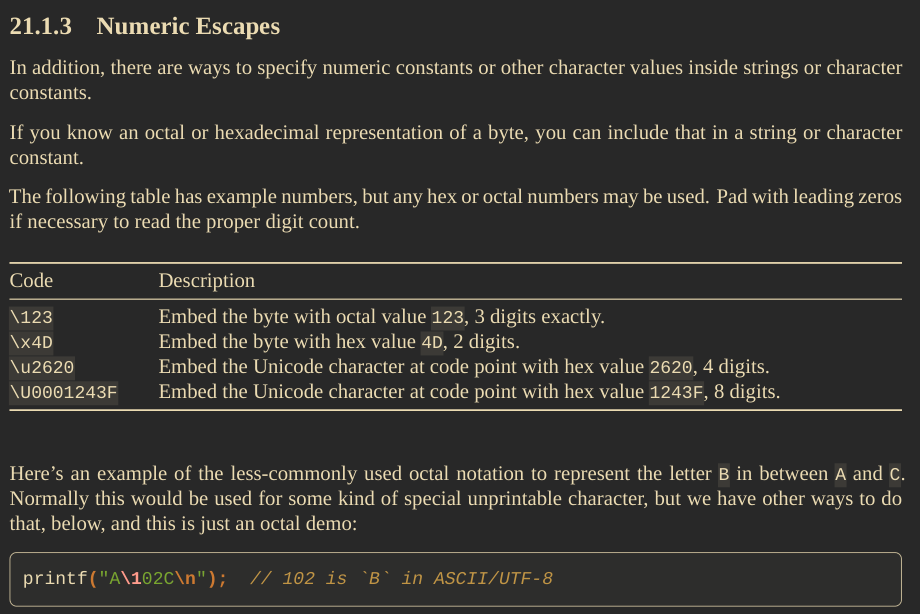 21.1.3 Numeric Escapes
In addition, there are ways to specify numeric constants or other character values inside strings or character
constants.
If you know an octal or hexadecimal representation of a byte, you can include that in a string or character
constant.
The following table has example numbers, but any hex or octal numbers may be used. Pad with leading zeros
if necessary to read the proper digit count.
Code Description
\123 Embed the byte with octal value 123, 3 digits exactly.
\x4D Embed the byte with hex value 4D, 2 digits.
\u2620 Embed the Unicode character at code point with hex value 2620, 4 digits.
\U0001243F Embed the Unicode character at code point with hex value 1243F, 8 digits.
Here’s an example of the less-commonly used octal notation to represent the letter B in between A and C.
Normally this would be used for some kind of special unprintable character, but we have other ways to do
that, below, and this is just an octal demo:
printf("A\102C\n"); // 102 is `B` in ASCII/UTF-8